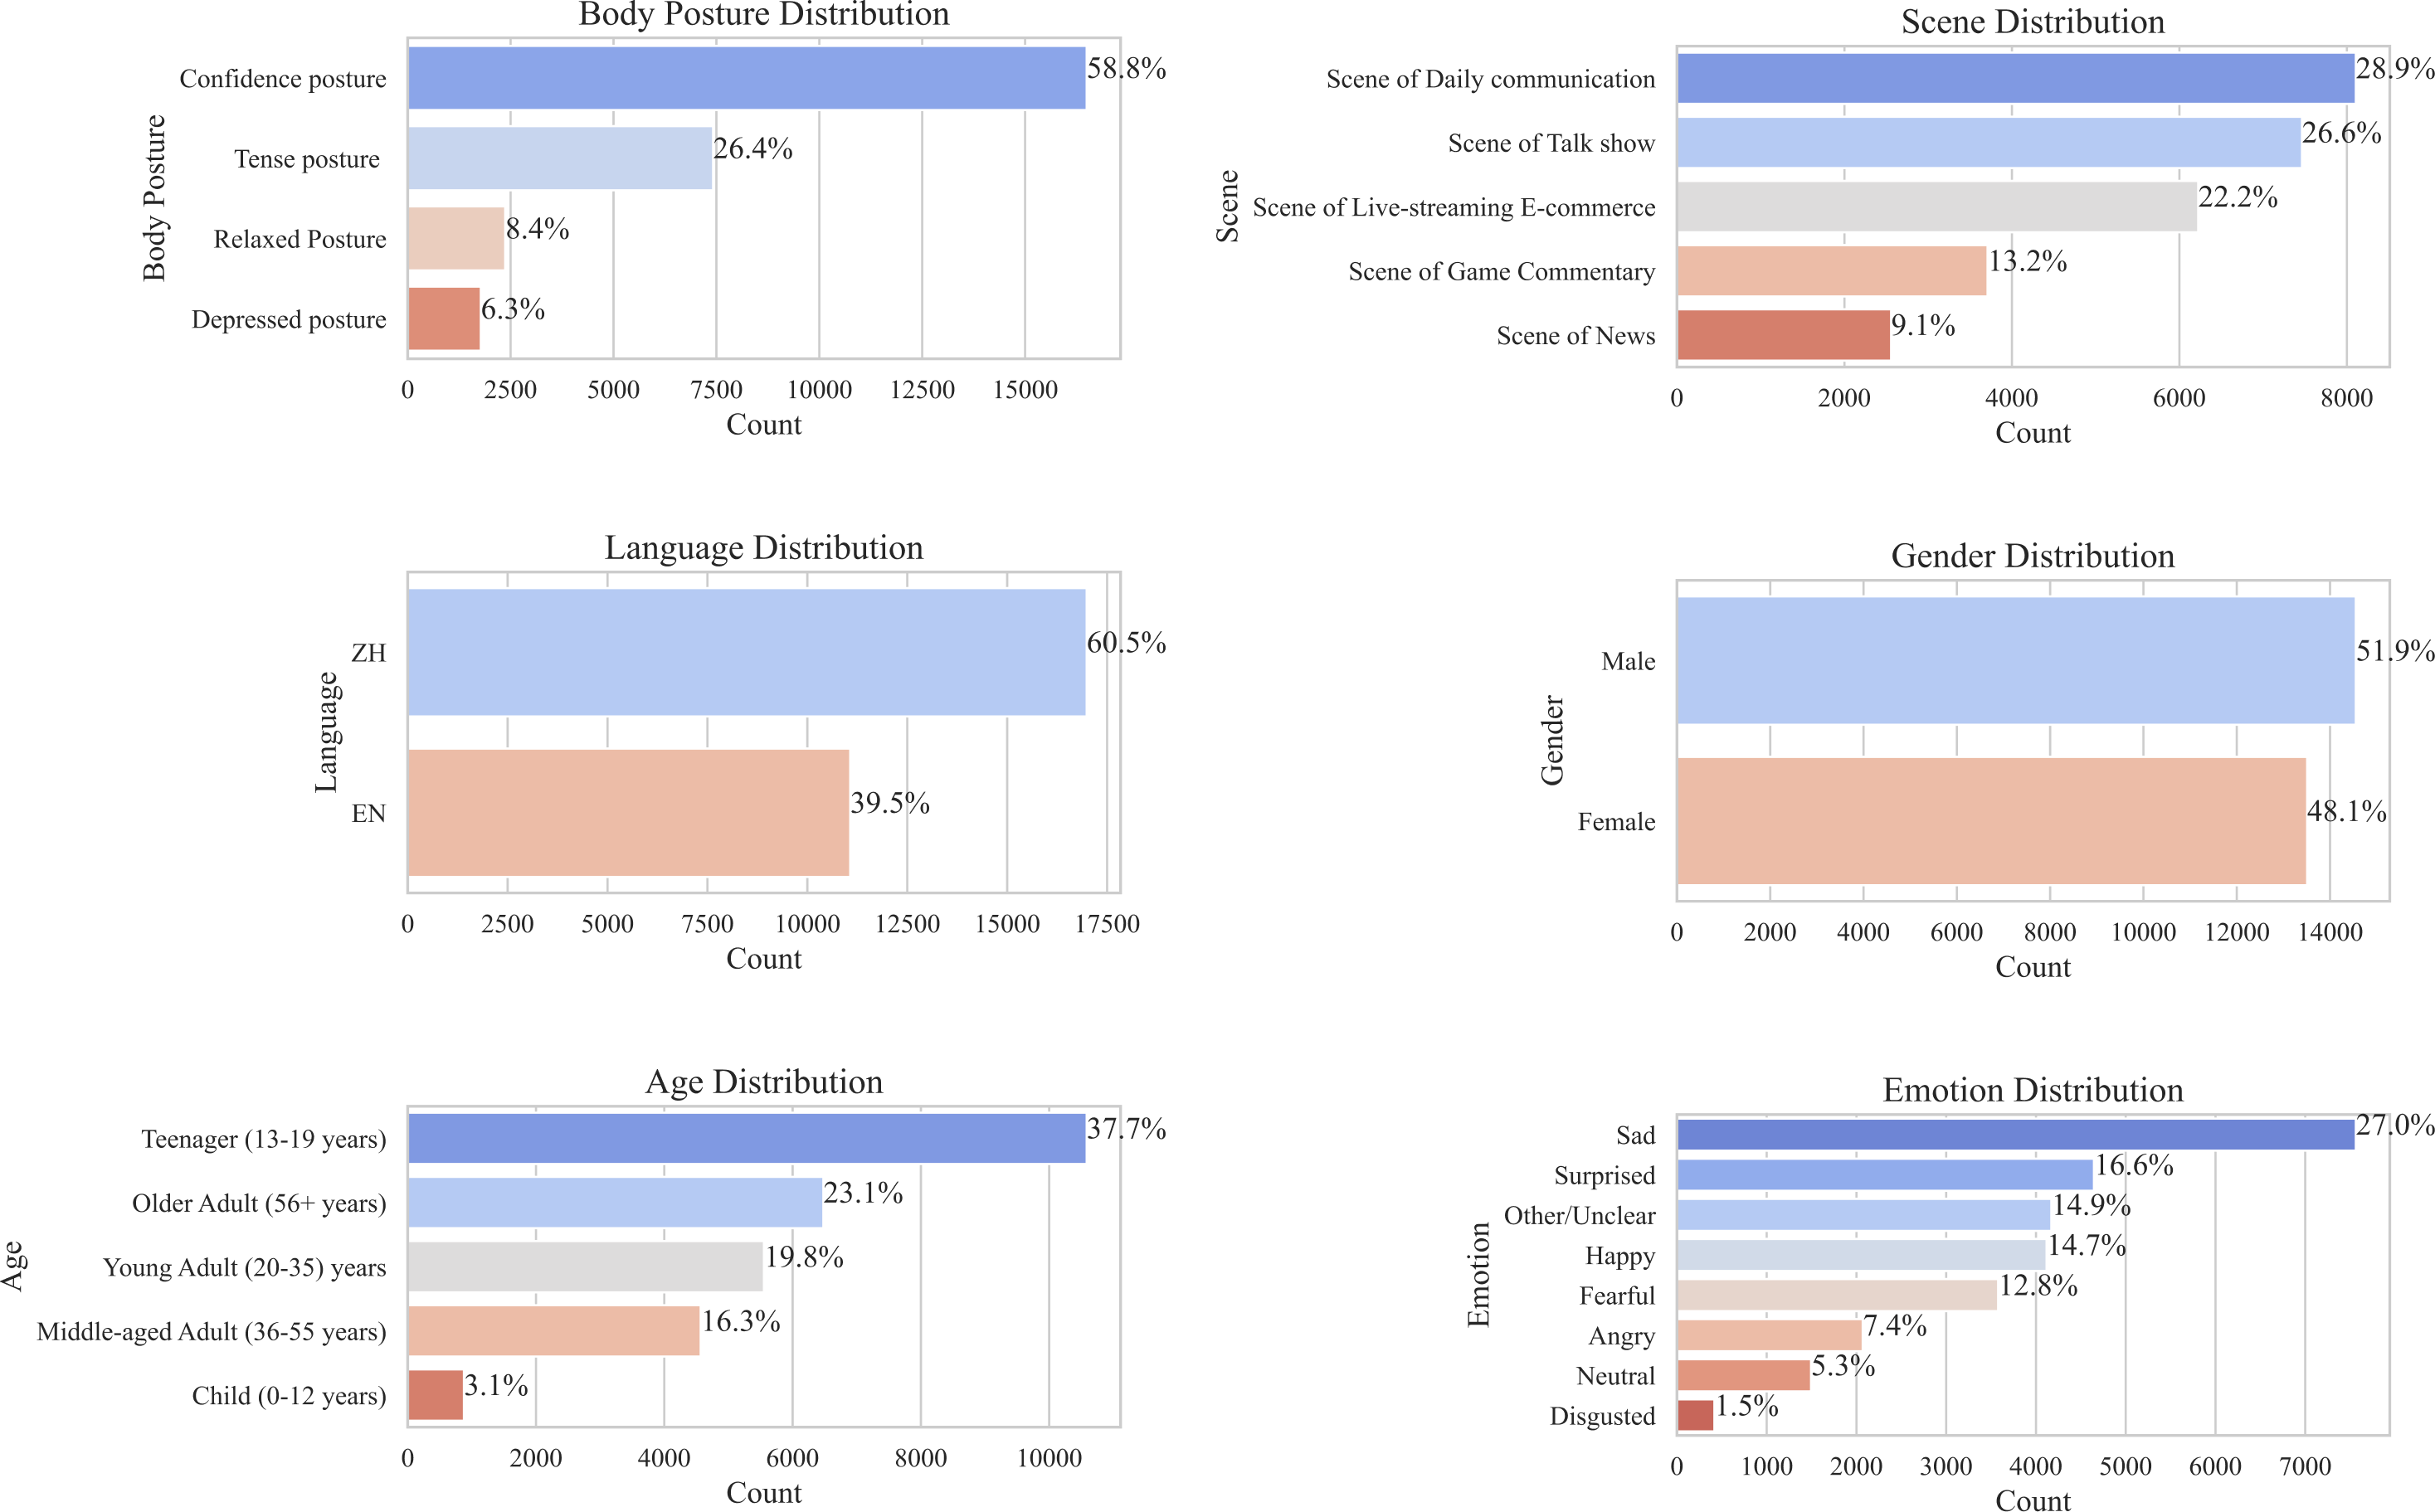 Body Posture Distribution
Body Posture
Confidence posture
58.8%
Tense posture
26.4%
Relaxed Posture
8.4%
Depressed posture
6.3%
0 2500 5000 7500 10000 12500 15000
Count
Scene Distribution
Scene
Scene of Daily communication
28.9%
Scene of Talk show
26.6%
Scene of Live-streaming E-commerce
22.2%
Scene of Game Commentary
13.2%
Scene of News
9.1%
0 2000 4000 6000 8000
Count
Language Distribution
Language
ZH
60.5%
EN
39.5%
0 2500 5000 7500 10000 12500 15000 17500
Count
Gender Distribution
Gender
Male
51.9%
Female
48.1%
0 2000 4000 6000 8000 10000 12000 14000
Count
Age Distribution
Age
Teenager (13-19 years)
37.7%
Older Adult (56+ years)
23.1%
Young Adult (20-35) years
19.8%
Middle-aged Adult (36-55 years)
16.3%
Child (0-12 years)
3.1%
0 2000 4000 6000 8000 10000
Count
Emotion Distribution
Emotion
Sad
27.0%
Surprised
16.6%
Other/Unclear
14.9%
Happy
14.7%
Fearful
12.8%
Angry
7.4%
Neutral
5.3%
Disgusted
1.5%
0 1000 2000 3000 4000 5000 6000 7000
Count